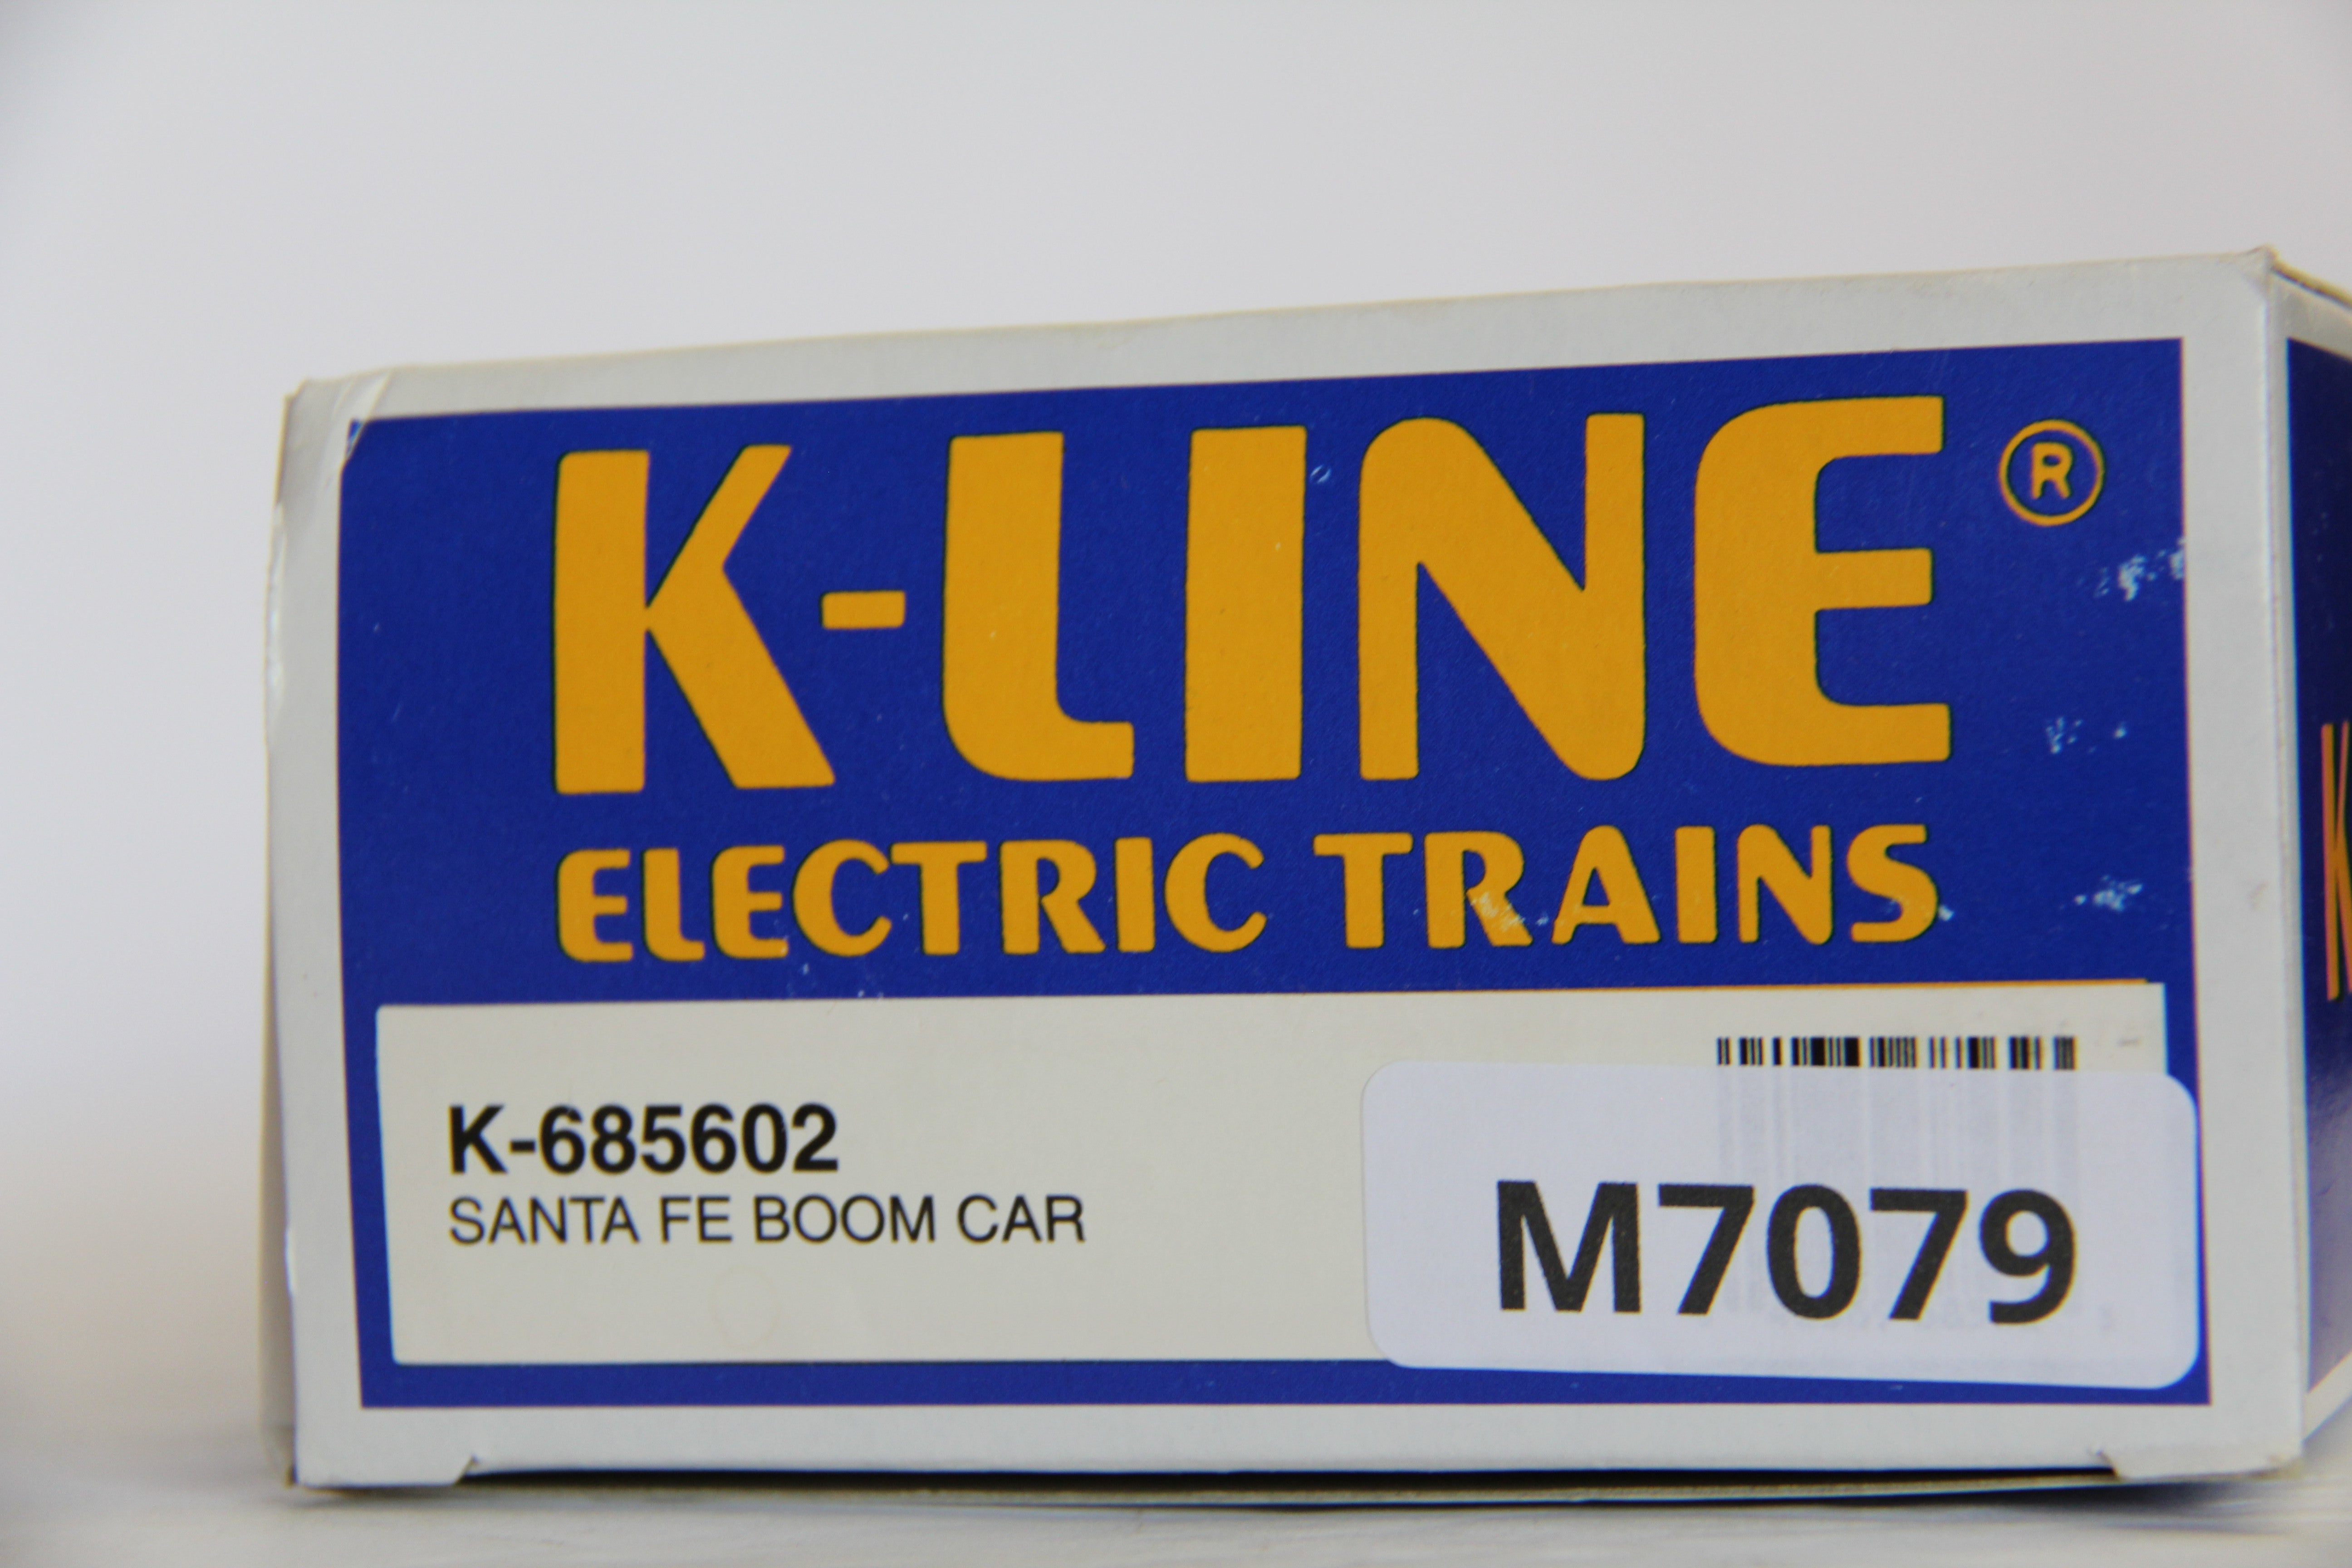 K-LINE®
ELECTRIC TRAINS
K-685602
SANTA FE BOOM CAR
M7079
K